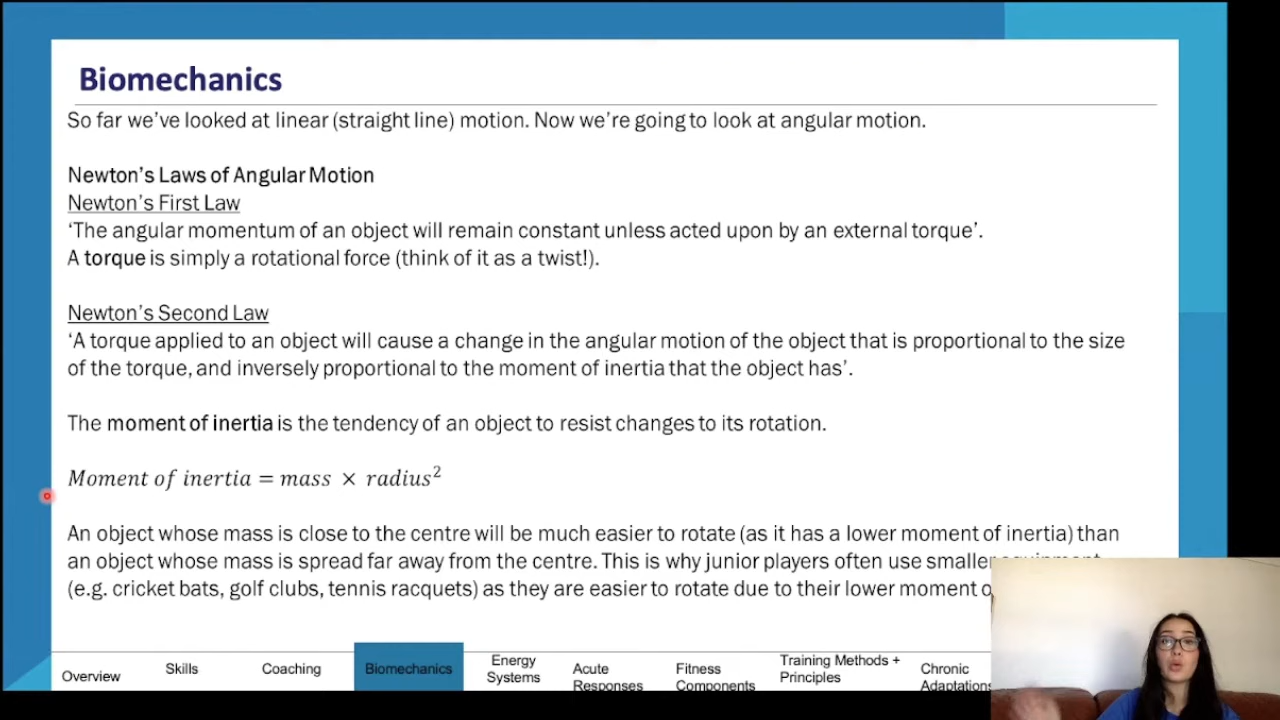 Biomechanics
So far we've looked at linear (straight line) motion. Now we're going to look at angular motion.
Newton's Laws of Angular Motion
Newton's First Law
'The angular momentum of an object will remain constant unless acted upon by an external torque'.
A torque is simply a rotational force (think of it as a twist!).
Newton's Second Law
'A torque applied to an object will cause a change in the angular motion of the object that is proportional to the size
of the torque, and inversely proportional to the moment of inertia that the object has'.
The moment of inertia is the tendency of an object to resist changes to its rotation.
Moment of inertia = mass × radius²
An object whose mass is close to the centre will be much easier to rotate (as it has a lower moment of inertia) than
an object whose mass is spread far away from the centre. This is why junior players often use smaller
(e.g. cricket bats, golf clubs, tennis racquets) as they are easier to rotate due to their lower moment
Overview
Skills
Coaching
Biomechanics
Energy
Systems
Acute
Responses
Fitness
Components
Training Methods +
Principles
Chronic
Adaptations